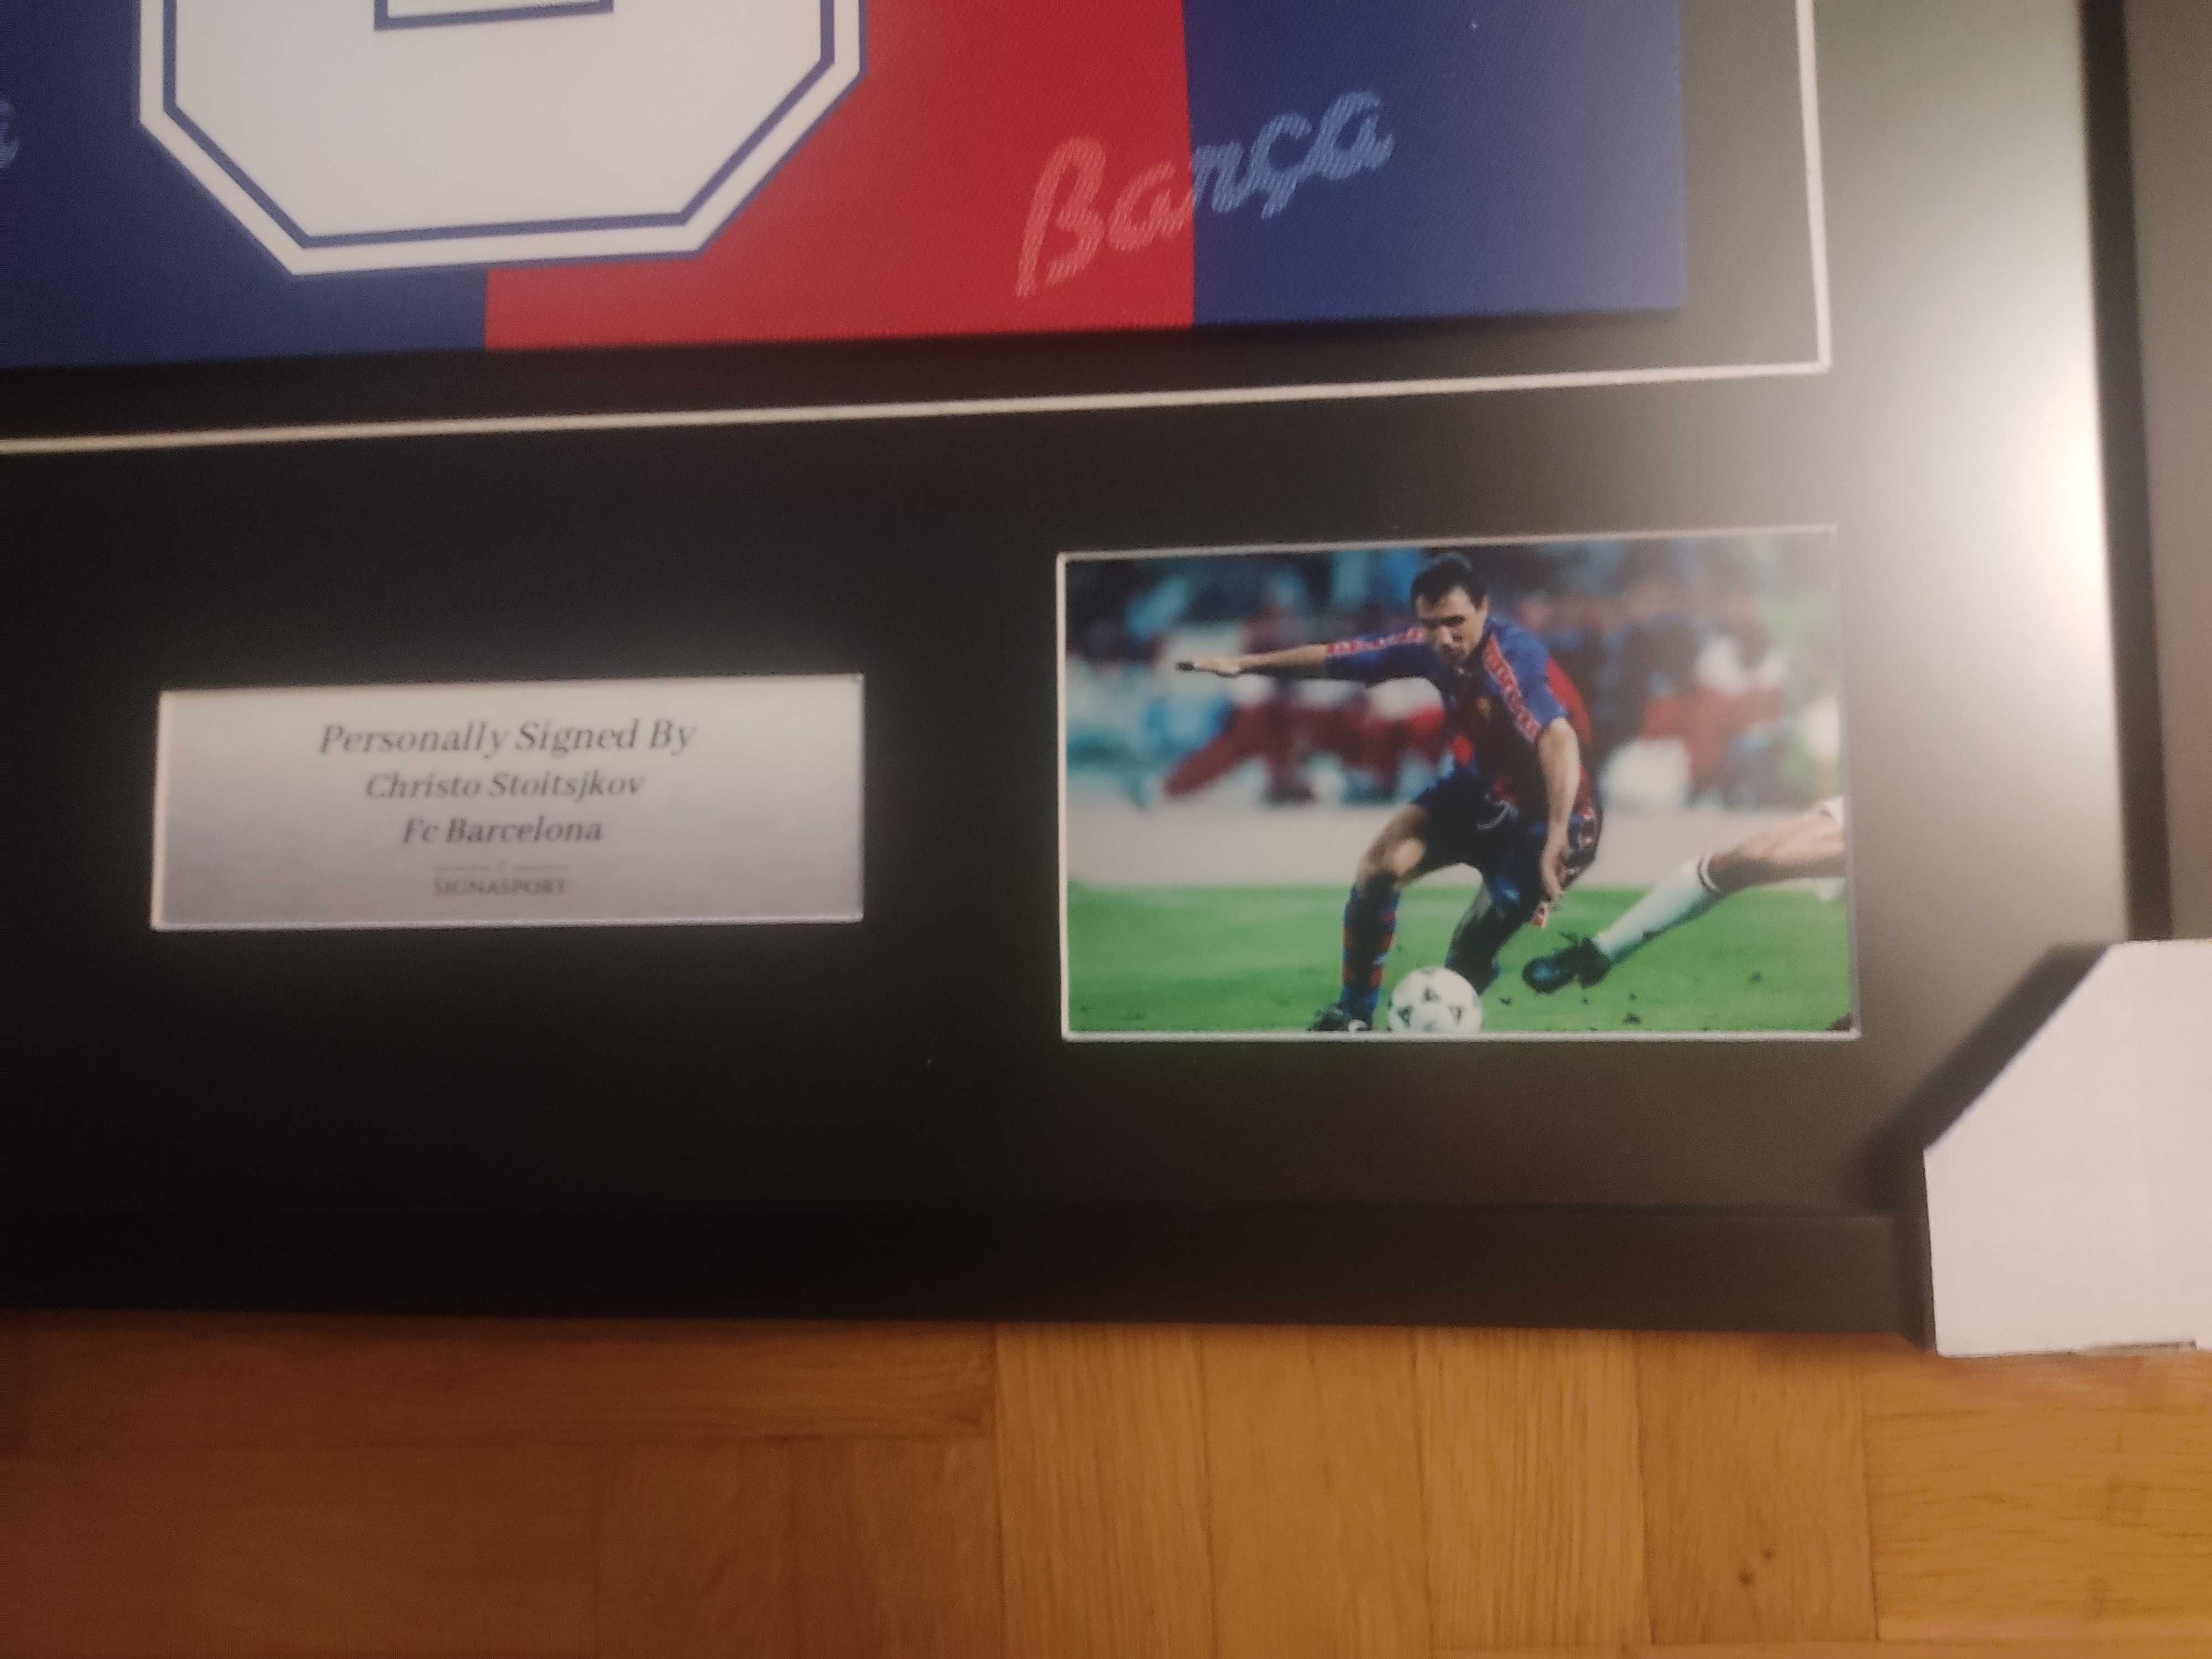 Barça
Personally Signed By
Christo Stoitsjkov
Fc Barcelona
SIGNASPORT